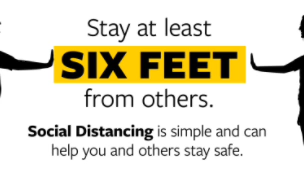 Stay at least
SIX FEET
from others.
Social Distancing is simple and can
help you and others stay safe.